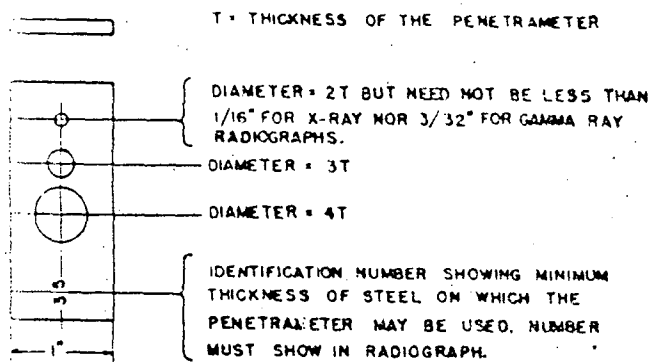 T = THICKNESS OF THE PENETRAMETER
DIAMETER = 2T BUT NEED NOT BE LESS THAN
1/16" FOR X-RAY NOR 3/32" FOR GAMMA RAY
RADIOGRAPHS.
DIAMETER = 3T
DIAMETER = 4T
IDENTIFICATION NUMBER SHOWING MINIMUM
THICKNESS OF STEEL ON WHICH THE
PENETRAMETER MAY BE USED. NUMBER
MUST SHOW IN RADIOGRAPH.
3.5
1"